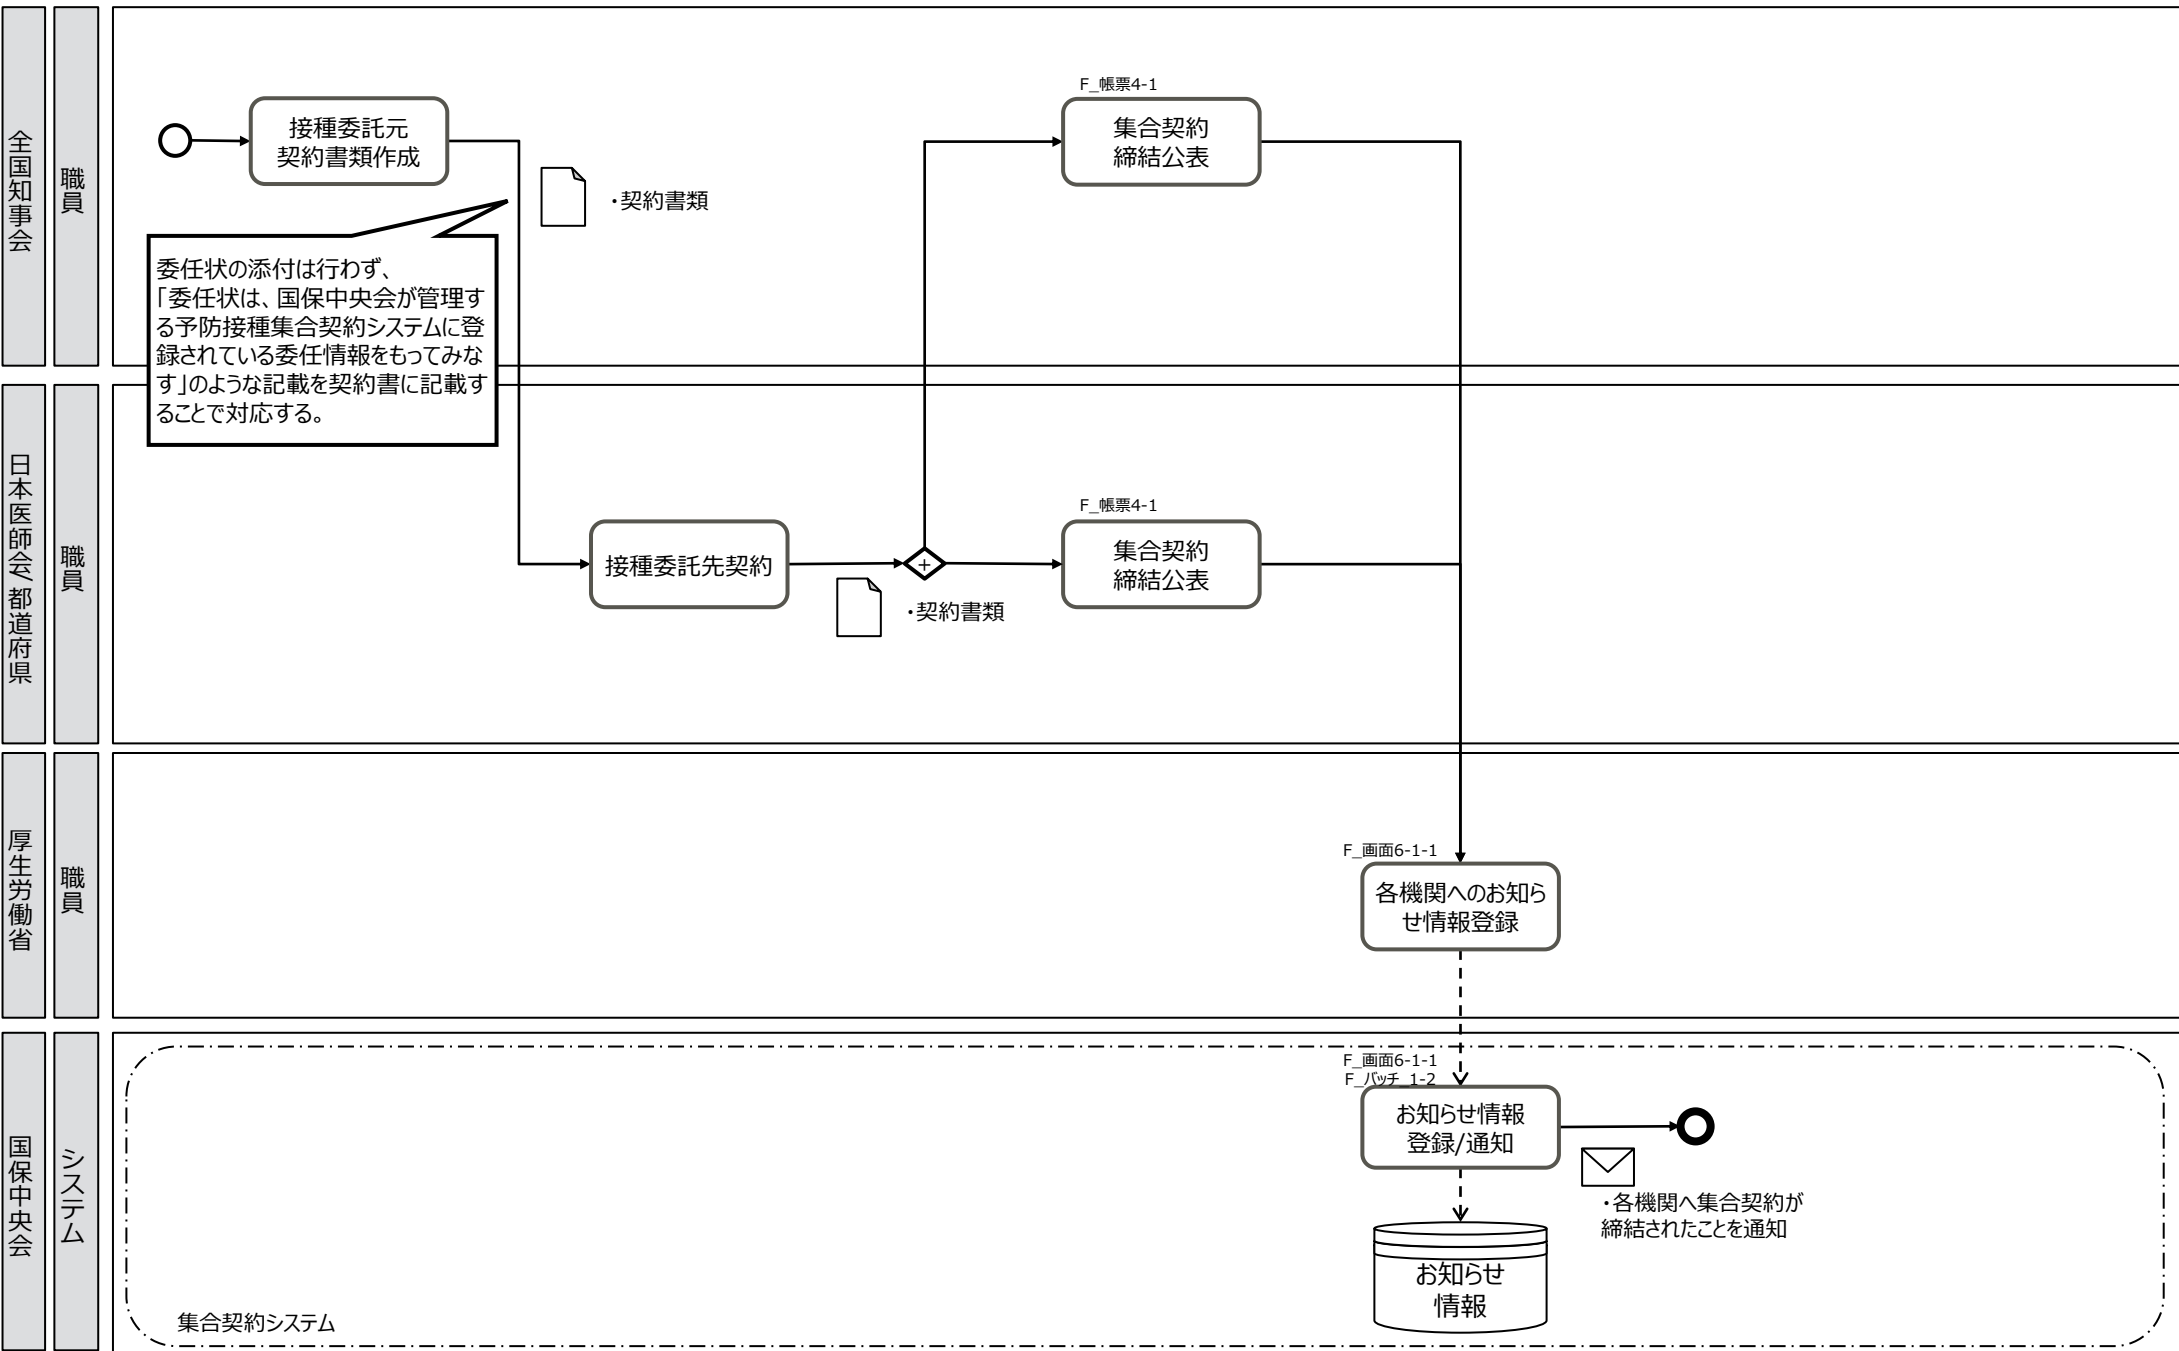 全国知事会
職員
接種委託元
契約書類作成
・契約書類
委任状の添付は行わず、
「委任状は、国保中央会が管理す
る予防接種集合契約システムに登
録されている委任情報をもってみな
す」のような記載を契約書に記載す
ることで対応する。
F_帳票4-1
集合契約
締結公表
日本医師会/都道府県
職員
接種委託先契約
・契約書類
F_帳票4-1
集合契約
締結公表
厚生労働省
職員
F_画面6-1-1
各機関へのお知ら
せ情報登録
国保中央会
システム
F_画面6-1-1
F_バッチ_1-2
お知らせ情報
登録/通知
・各機関へ集合契約が
締結されたことを通知
お知らせ
情報
集合契約システム